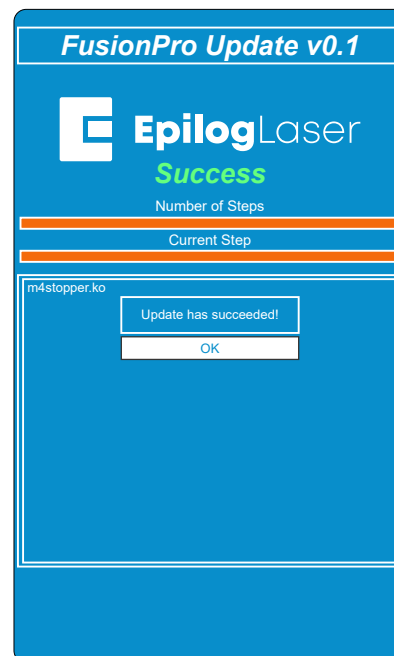 FusionPro Update v0.1
EpilogLaser
Success
Number of Steps
Current Step
m4stopper.ko
Update has succeeded!
OK